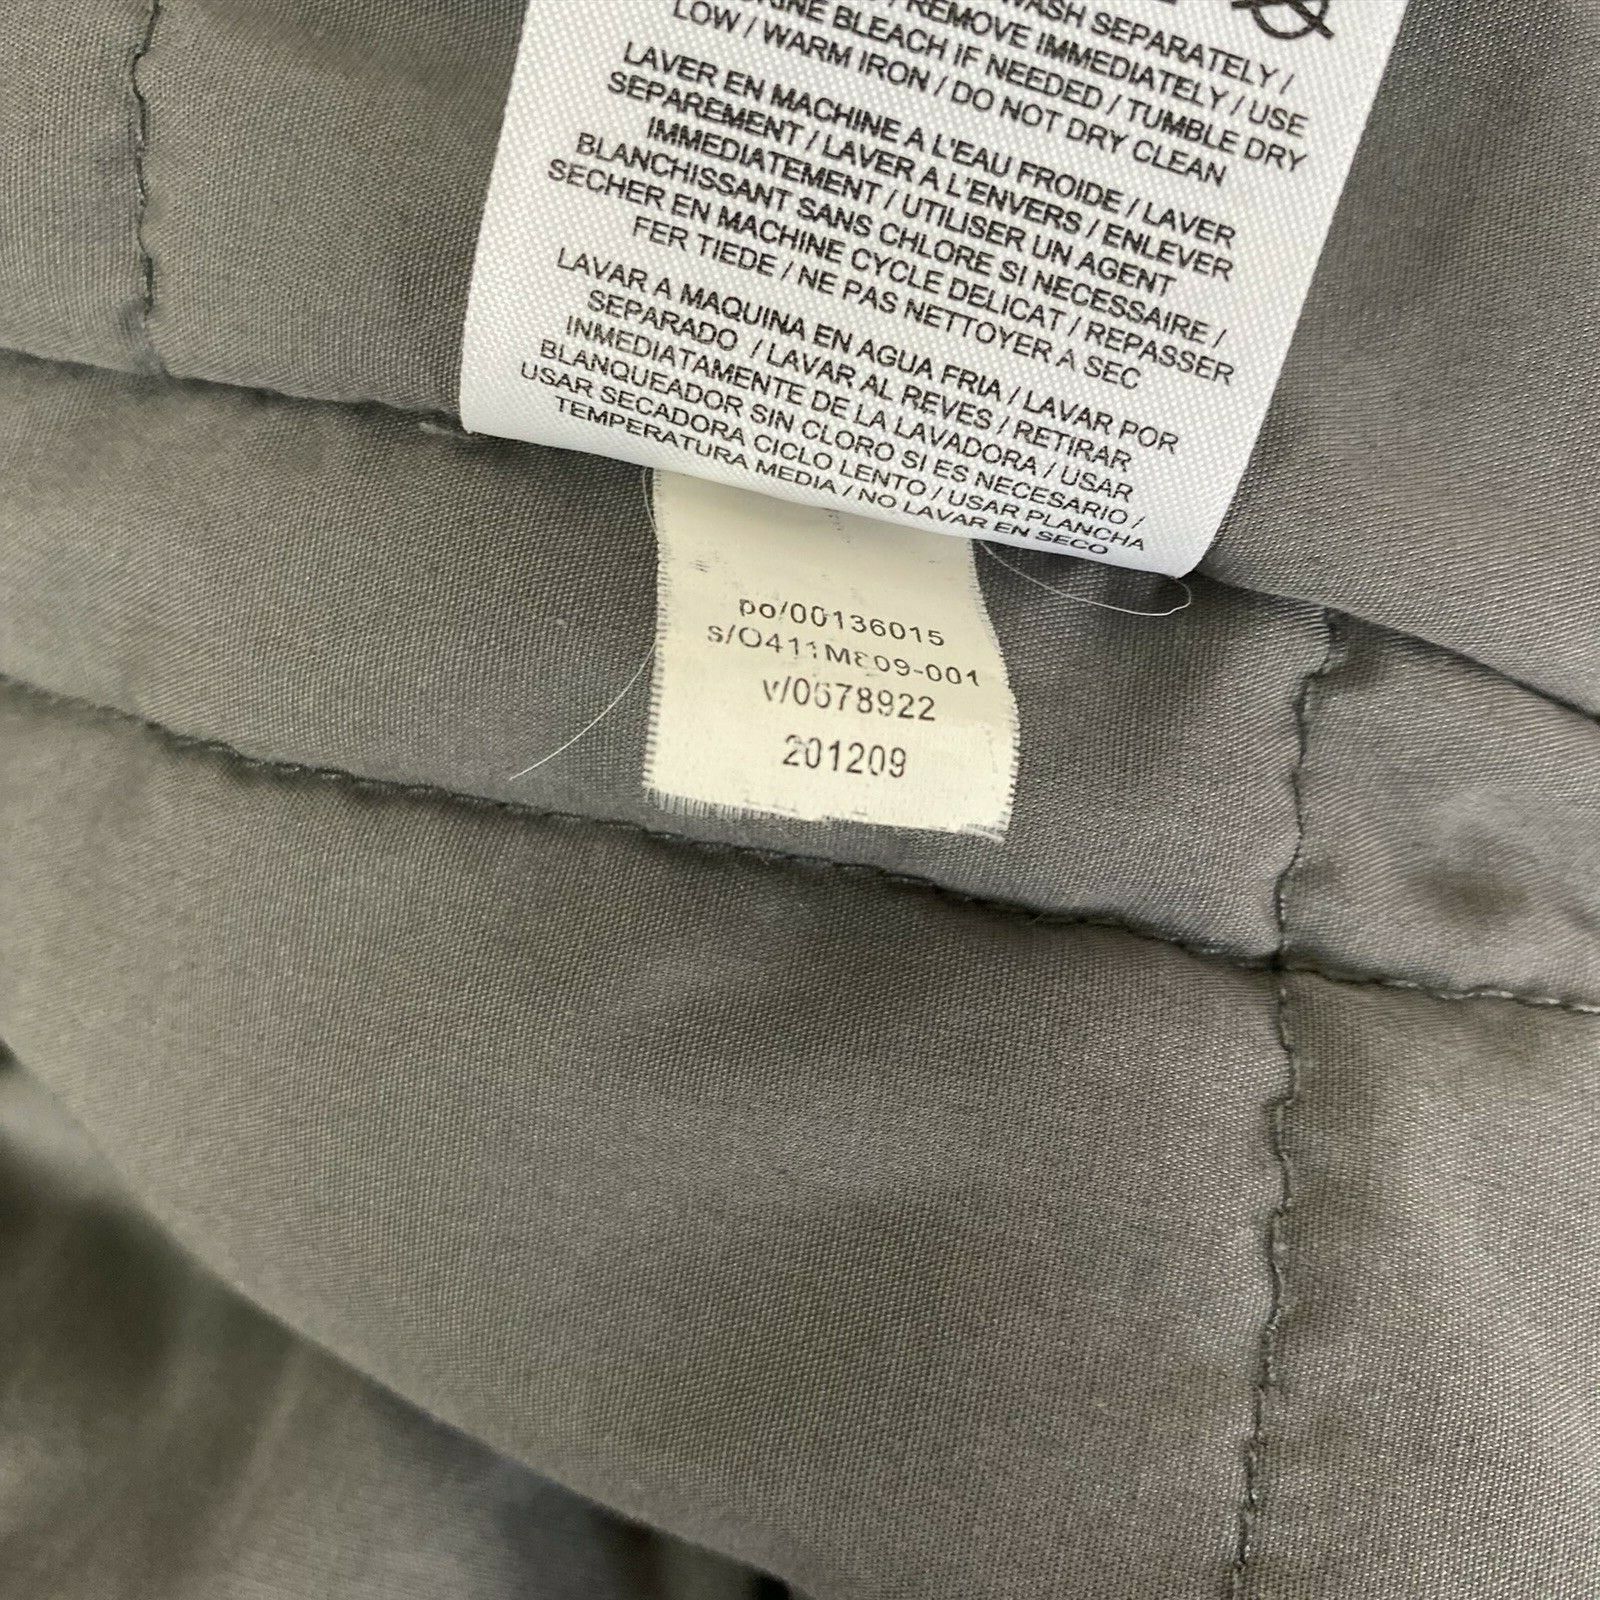 WASH SEPARATELY /
/ REMOVE IMMEDIATELY / USE
BLEACH IF NEEDED / TUMBLE DRY
LOW / WARM IRON / DO NOT DRY CLEAN
LAVER EN MACHINE A L'EAU FROIDE / LAVER
SEPAREMENT / LAVER A L'ENVERS / ENLEVER
IMMEDIATEMENT / UTILISER UN AGENT
BLANCHISSANT SANS CHLORE SI NECESSAIRE /
SECHER EN MACHINE CYCLE DELICAT / REPASSER
FER TIEDE / NE PAS NETTOYER A SEC
LAVAR A MAQUINA EN AGUA FRIA / LAVAR POR
SEPARADO / LAVAR AL REVES / RETIRAR
INMEDIATAMENTE DE LA LAVADORA / USAR
BLANQUEADOR SIN CLORO SI ES NECESARIO /
USAR SECADORA CICLO LENTO / USAR PLANCHA
TEMPERATURA MEDIA / NO LAVAR EN SECO
po/00136015
s/O411M809-001
v/0578922
201209